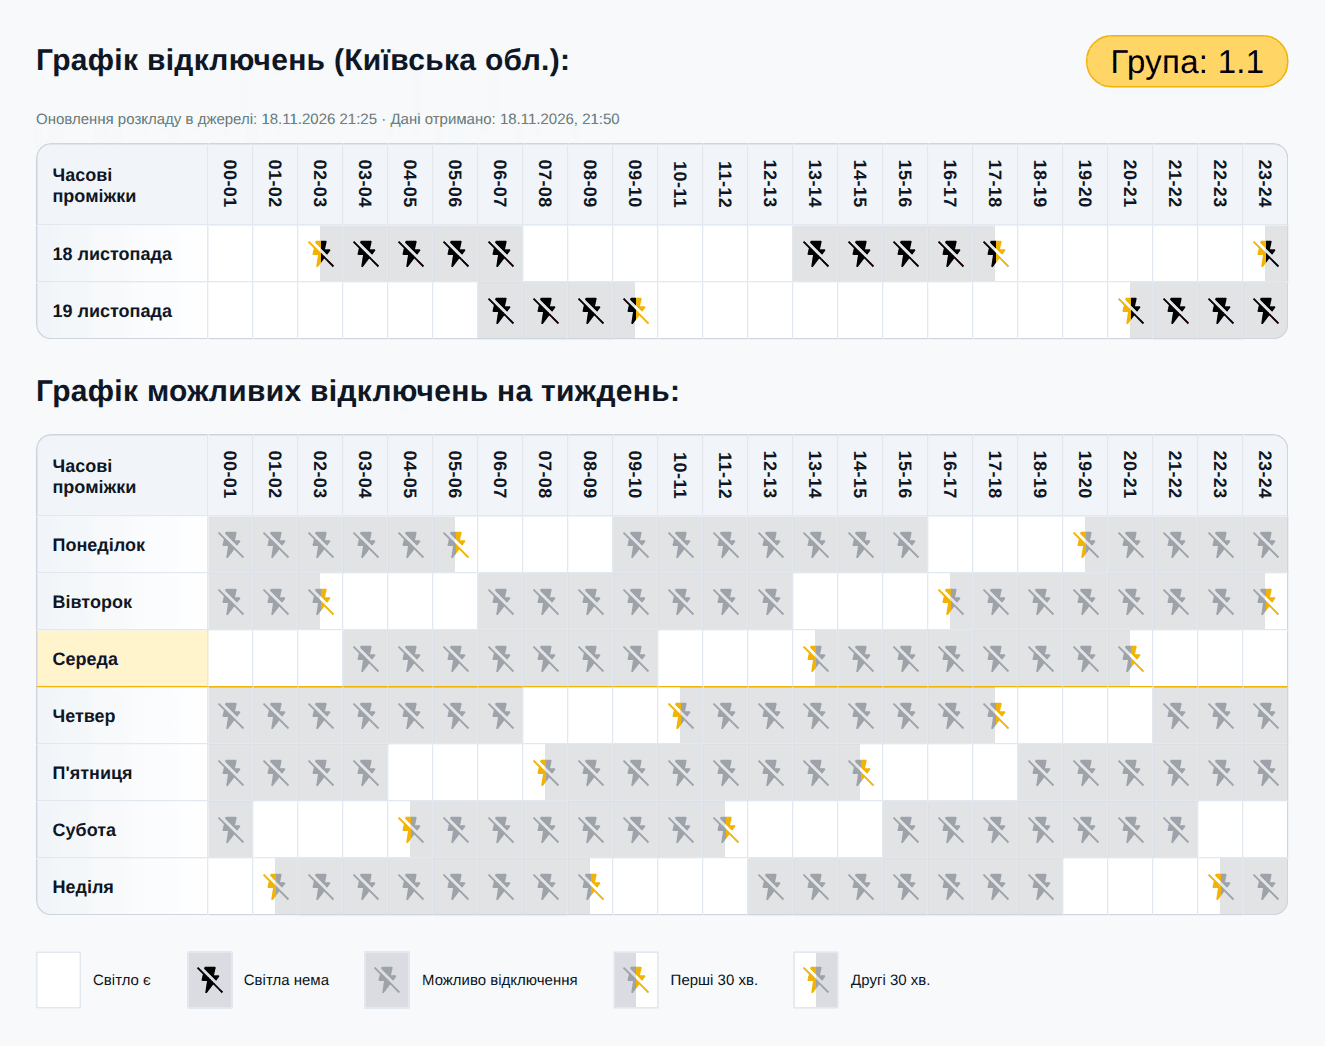 Графік відключень (Київська обл.):
Група: 1.1
Оновлення розкладу в джерелі: 18.11.2026 21:25 · Дані отримано: 18.11.2026, 21:50
Часові
проміжки
00-01 01-02 02-03 03-04 04-05 05-06 06-07 07-08 08-09 09-10 10-11 11-12 12-13 13-14 14-15 15-16 16-17 17-18 18-19 19-20 20-21 21-22 22-23 23-24
18 листопада
19 листопада
Графік можливих відключень на тиждень:
Часові
проміжки
00-01 01-02 02-03 03-04 04-05 05-06 06-07 07-08 08-09 09-10 10-11 11-12 12-13 13-14 14-15 15-16 16-17 17-18 18-19 19-20 20-21 21-22 22-23 23-24
Понеділок
Вівторок
Середа
Четвер
П'ятниця
Субота
Неділя
Світло є Світла нема Можливо відключення Перші 30 хв. Другі 30 хв.